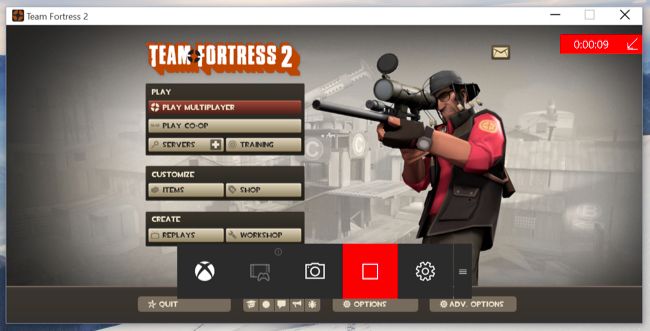 Team Fortress 2
0:00:09
TEAM FORTRESS 2
PLAY
PLAY MULTIPLAYER
PLAY CO-OP
SERVERS
TRAINING
CUSTOMIZE
ITEMS
SHOP
CREATE
REPLAYS
WORKSHOP
QUIT
OPTIONS
ADV. OPTIONS